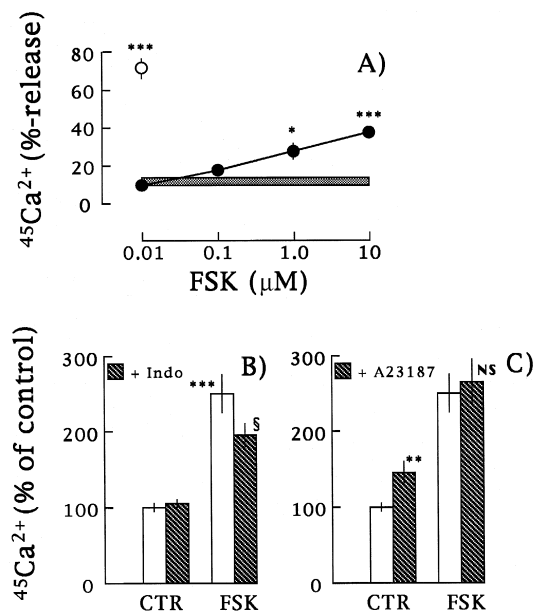 ***
A)
80
60
*
***
40
20
0
⁴⁵Ca²⁺ (%-release)
0.01 0.1 1.0 10
FSK (μM)
⁴⁵Ca²⁺ (% of control)
300
200
100
0
+ Indo
B)
***
§
CTR FSK
300
200
100
0
+ A23187
C)
NS
**
CTR FSK